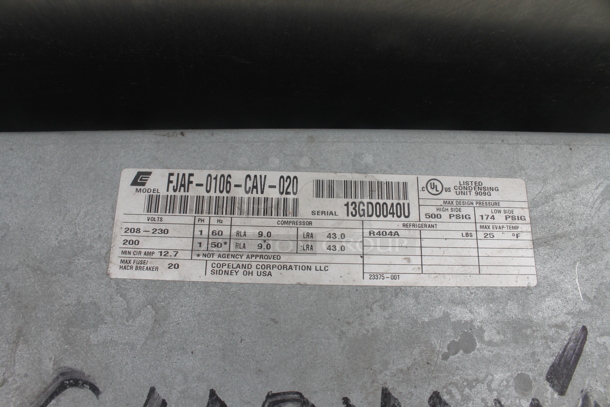 MODEL FJAF-0106-CAV-020
SERIAL 13GD0040U
C UL US LISTED CONDENSING UNIT 909G
MAX DESIGN PRESSURE
HIGH SIDE LOW SIDE
500 PSIG 174 PSIG
VOLTS PH Hz COMPRESSOR REFRIGERANT MAX EVAP-TEMP
208-230 1 60 RLA 9.0 LRA 43.0 R404A LBS 25 °F
200 1 50* RLA 9.0 LRA 43.0
MIN CIR AMP 12.7 * NOT AGENCY APPROVED
MAX FUSE/
HACR BREAKER 20
COPELAND CORPORATION LLC
SIDNEY OH USA
23375-001